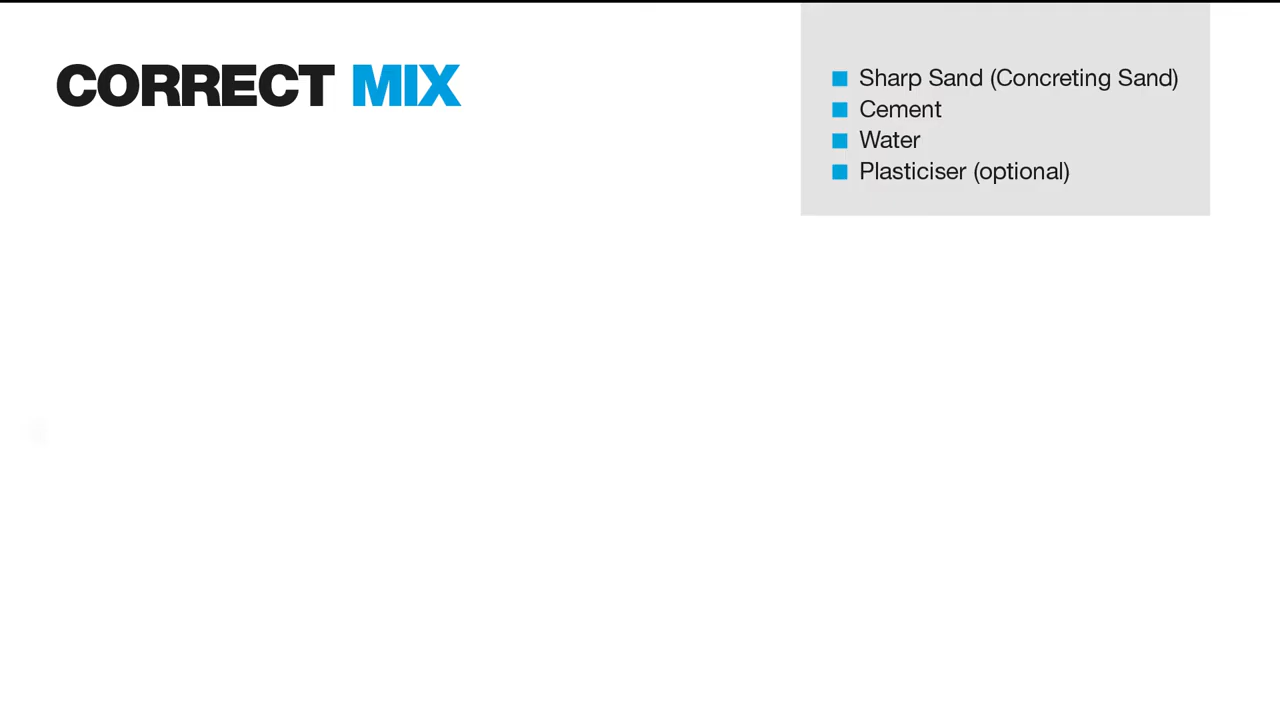 CORRECT MIX
Sharp Sand (Concreting Sand)
Cement
Water
Plasticiser (optional)